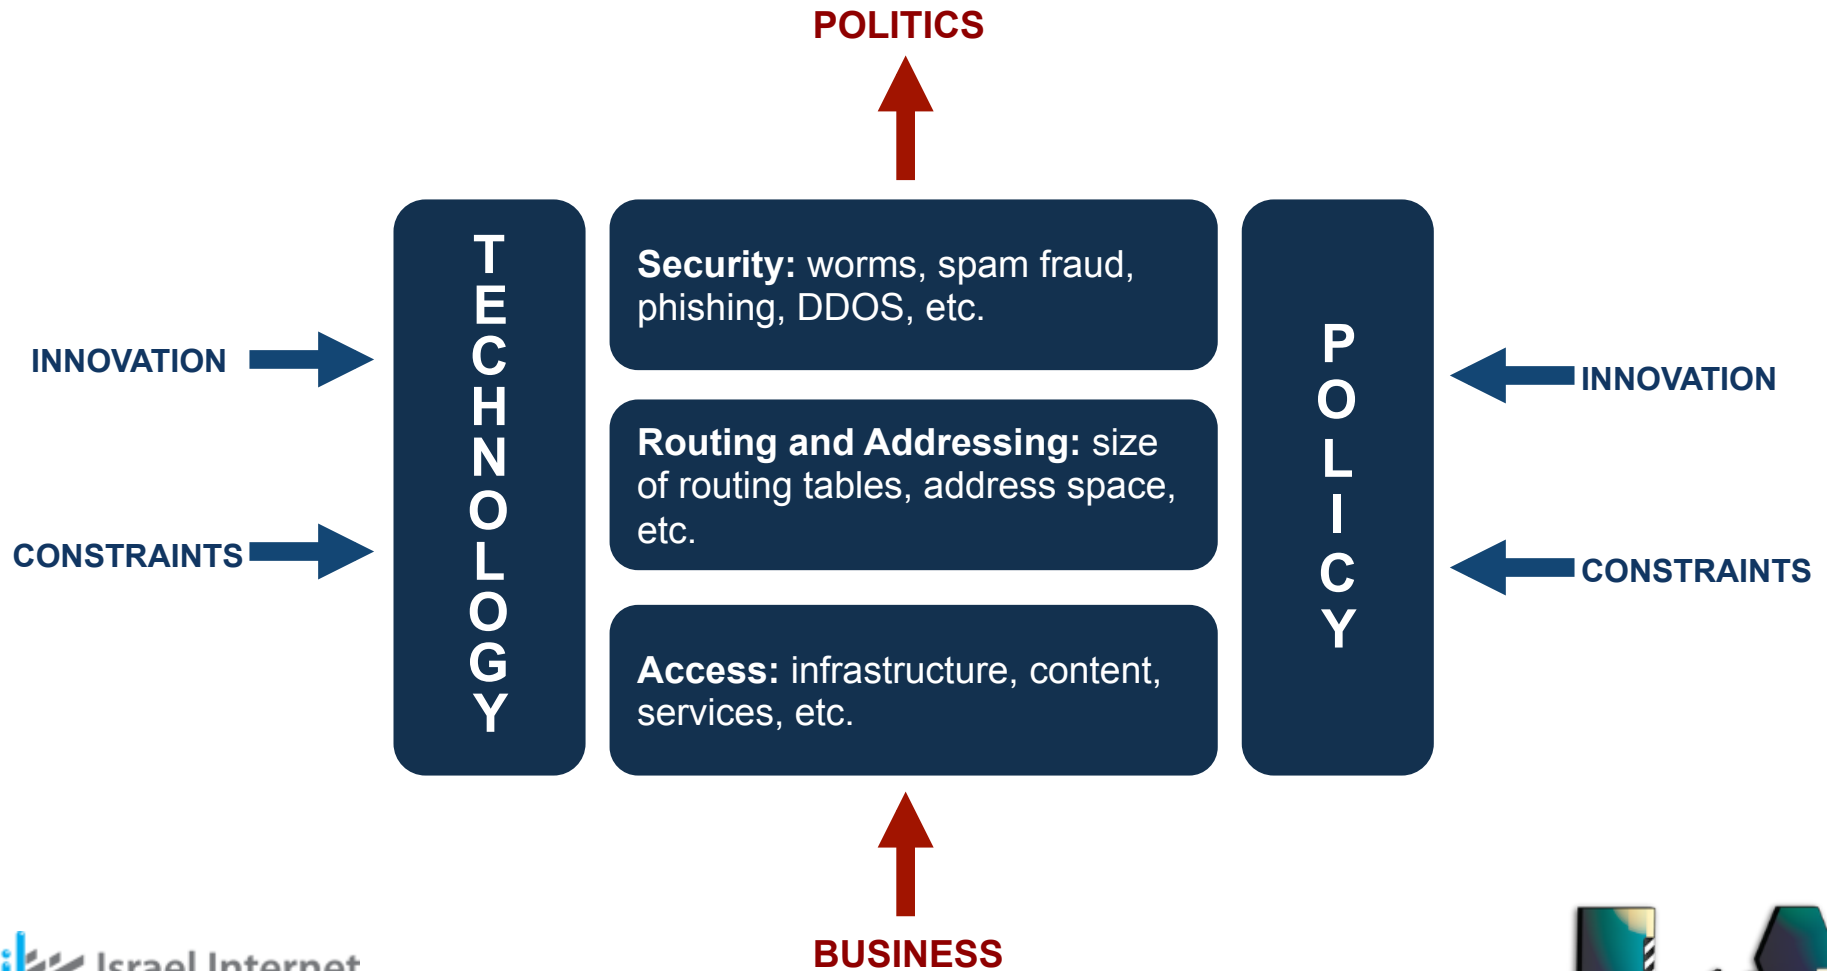 POLITICS
TECHNOLOGY
Security: worms, spam fraud,
phishing, DDOS, etc.
Routing and Addressing: size
of routing tables, address space,
etc.
Access: infrastructure, content,
services, etc.
POLICY
INNOVATION
CONSTRAINTS
INNOVATION
CONSTRAINTS
BUSINESS
Israel Internet